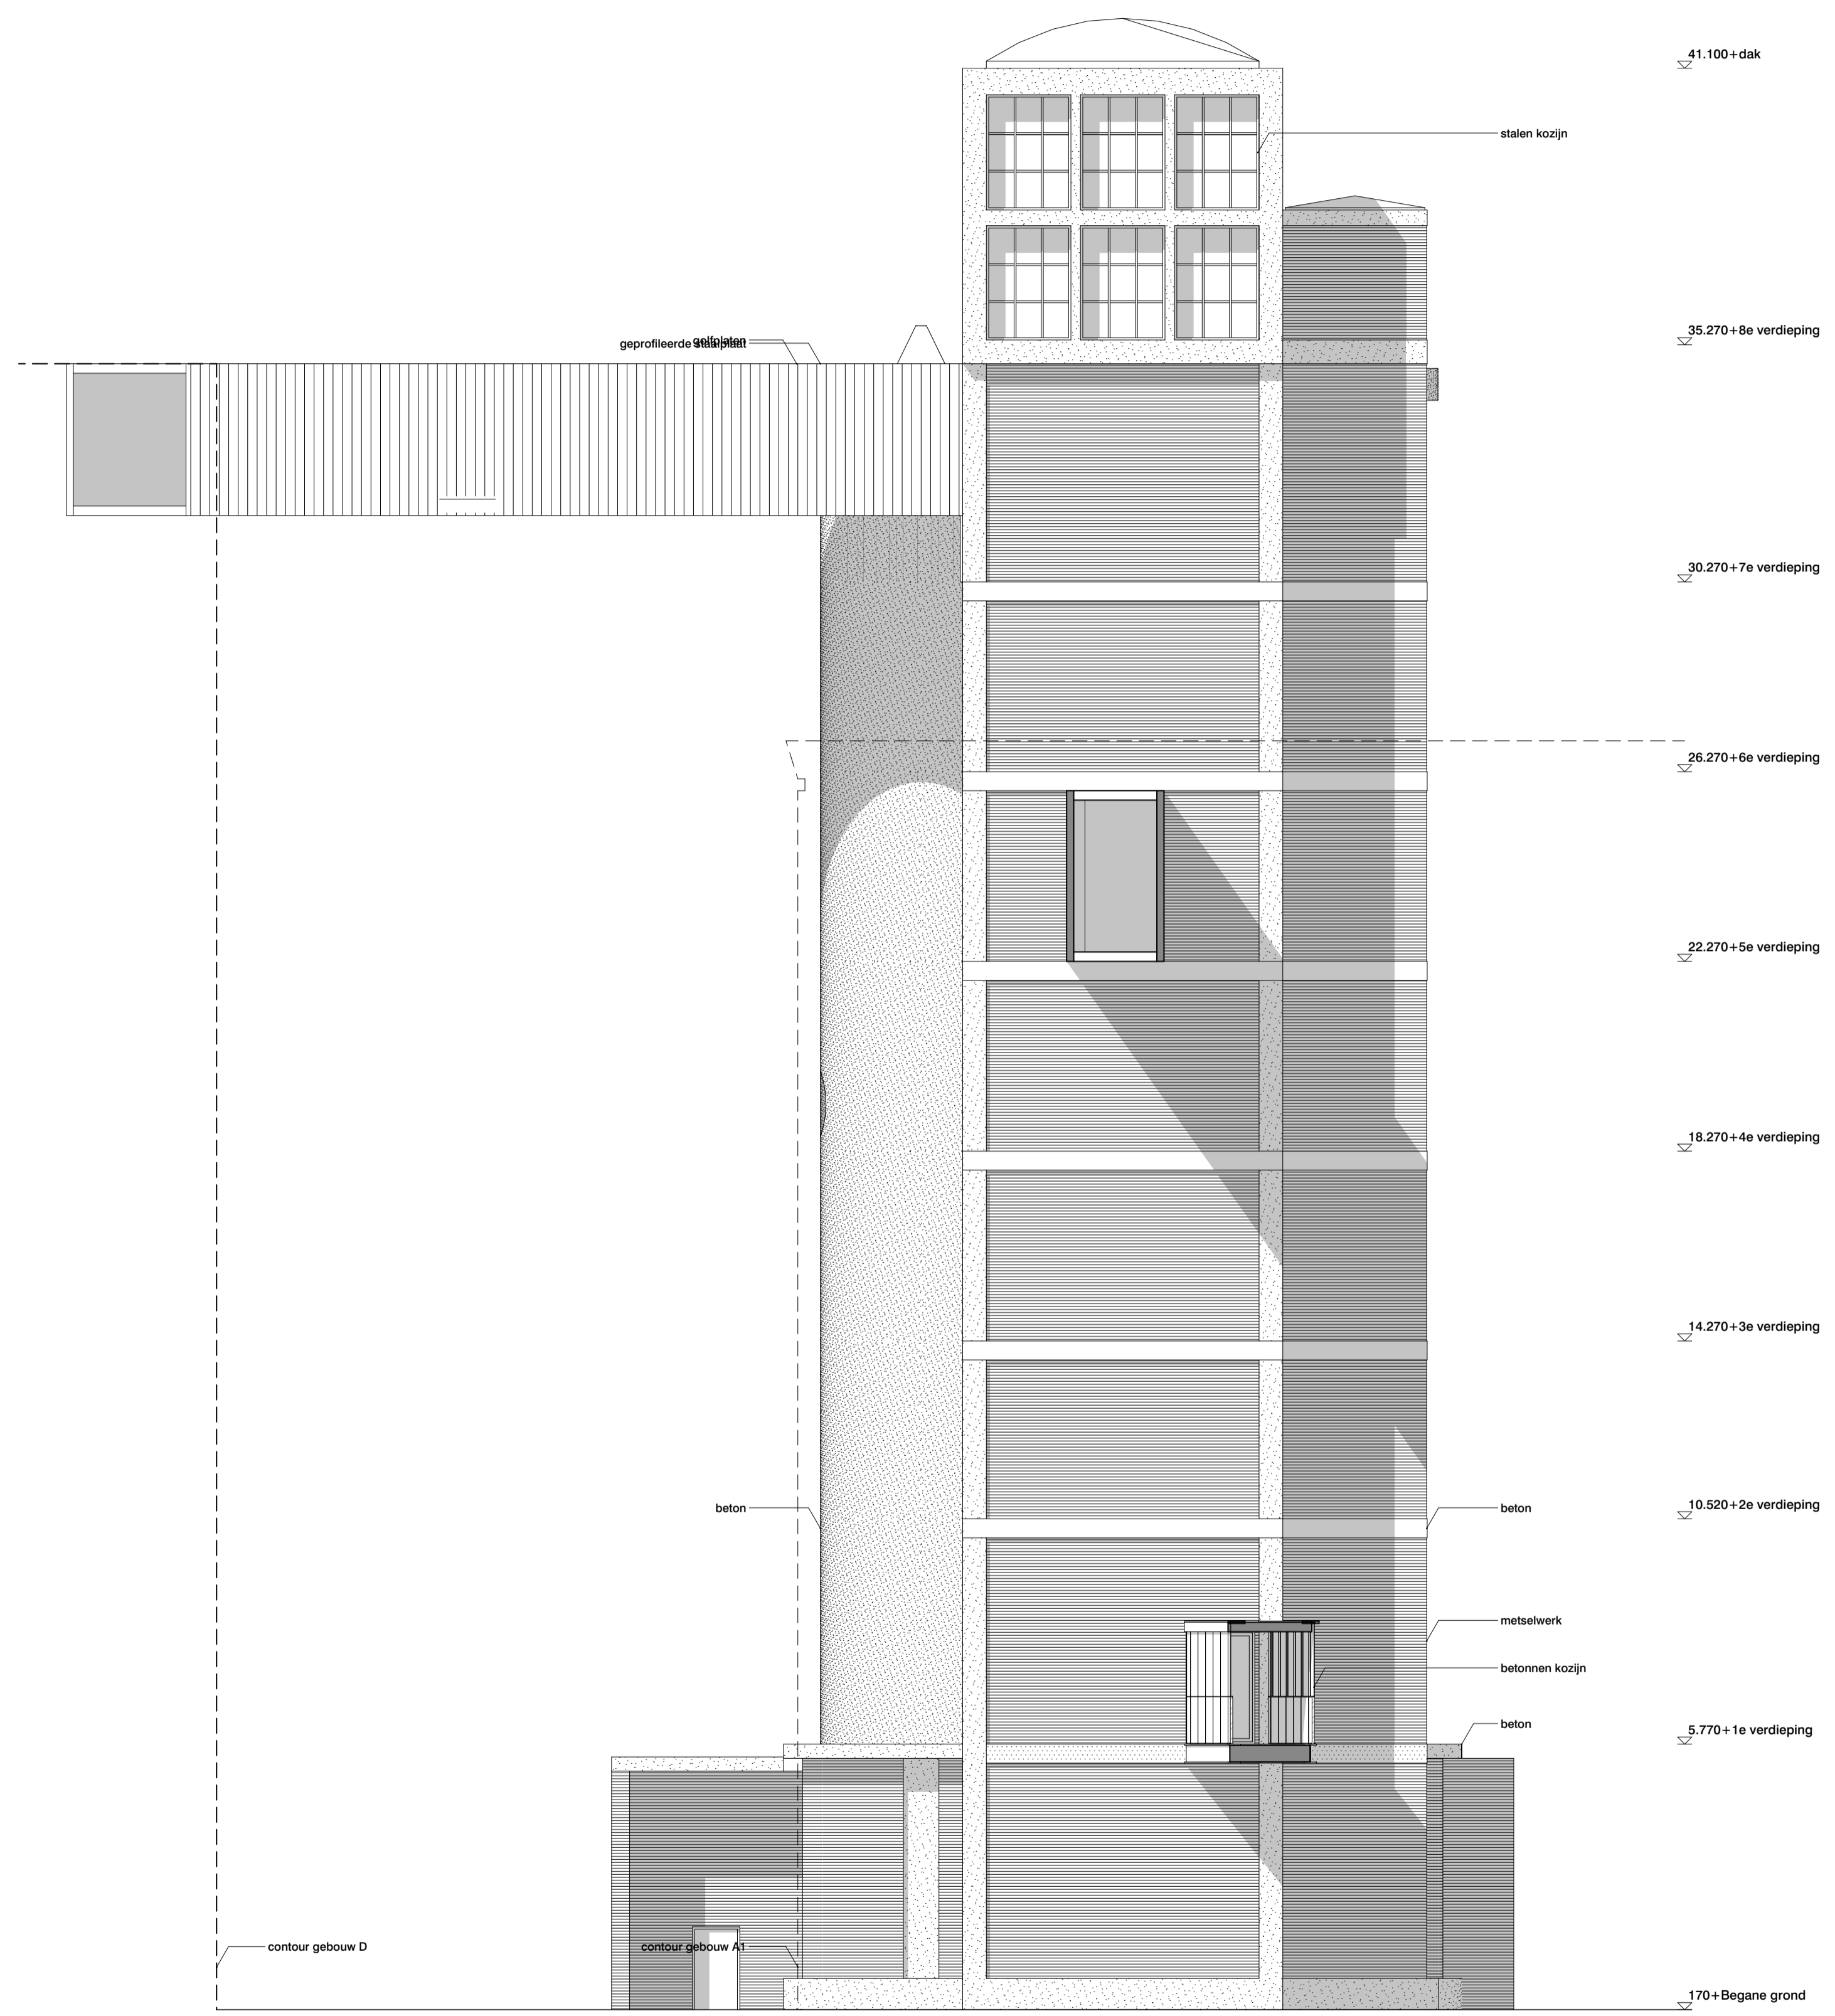 41.100+dak
stalen kozijn
35.270+8e verdieping
golfplaten
geprofileerde staalplaat
30.270+7e verdieping
26.270+6e verdieping
22.270+5e verdieping
18.270+4e verdieping
14.270+3e verdieping
10.520+2e verdieping
beton
beton
metselwerk
betonnen kozijn
beton
5.770+1e verdieping
contour gebouw D
contour gebouw A1
170+Begane grond